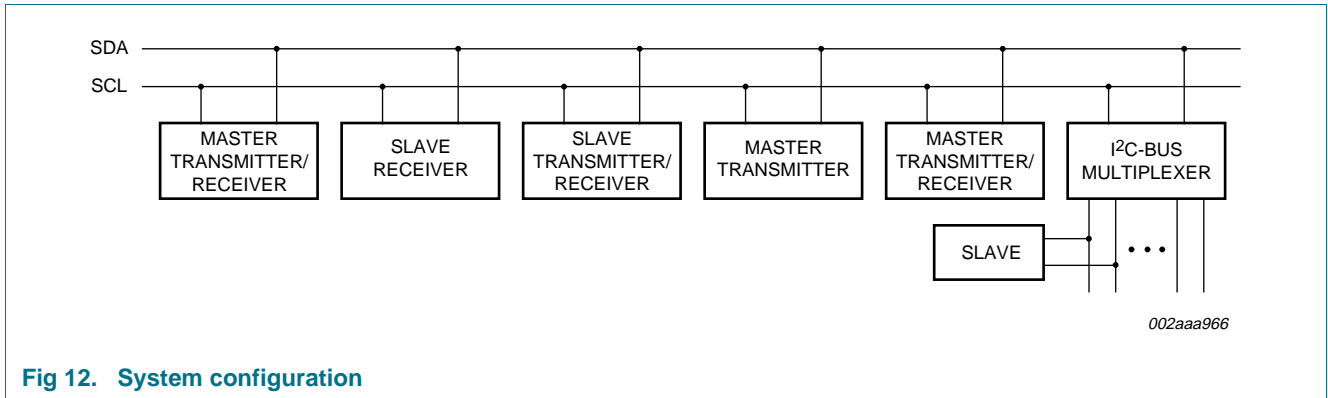 SDA
SCL
MASTER
TRANSMITTER/
RECEIVER
SLAVE
RECEIVER
SLAVE
TRANSMITTER/
RECEIVER
MASTER
TRANSMITTER
MASTER
TRANSMITTER/
RECEIVER
I²C-BUS
MULTIPLEXER
SLAVE
002aaa966
Fig 12. System configuration